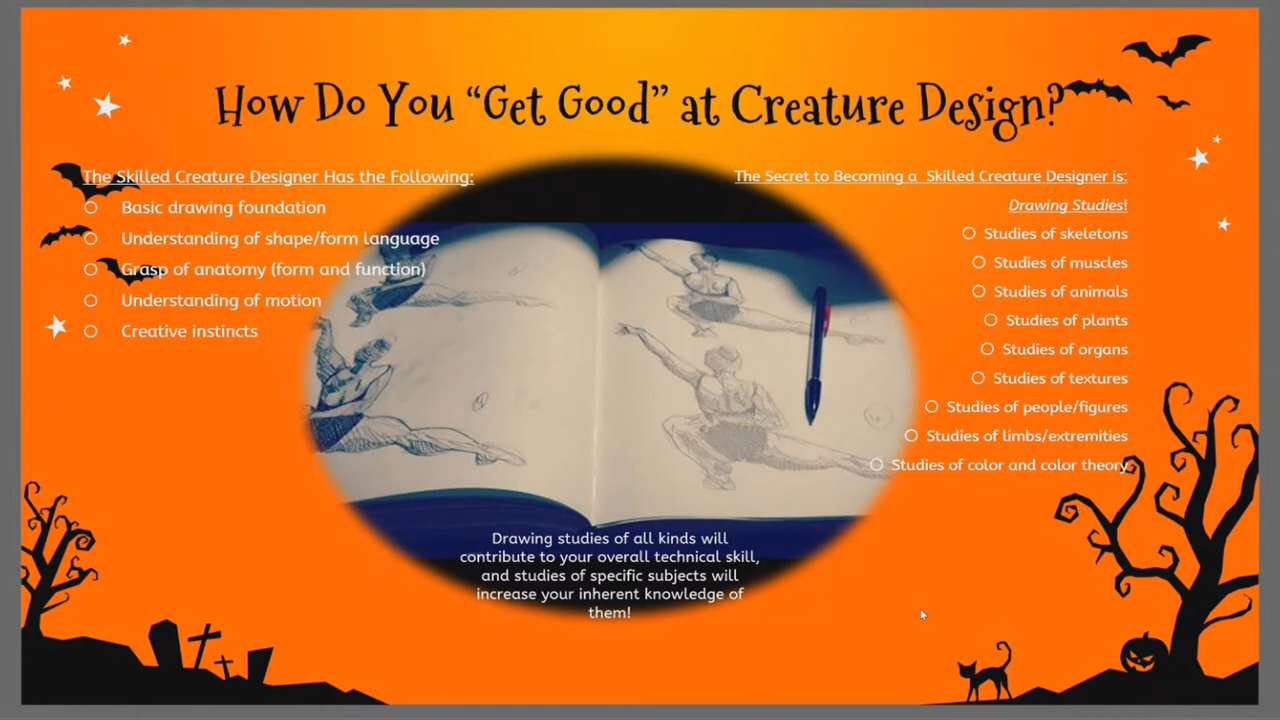 How Do You “Get Good” at Creature Design?
The Skilled Creature Designer Has the Following:
Basic drawing foundation
Understanding of shape/form language
Grasp of anatomy (form and function)
Understanding of motion
Creative instincts
The Secret to Becoming a  Skilled Creature Designer is:
Drawing Studies!
Studies of skeletons
Studies of muscles
Studies of animals
Studies of plants
Studies of organs
Studies of textures
Studies of people/figures
Studies of limbs/extremities
Studies of color and color theory
Drawing studies of all kinds will
contribute to your overall technical skill,
and studies of specific subjects will
increase your inherent knowledge of
them!